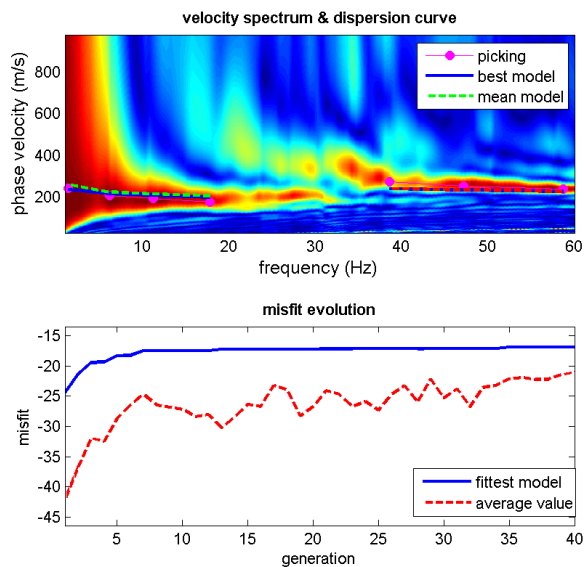 velocity spectrum & dispersion curve
phase velocity (m/s)
800
600
400
200
picking
best model
mean model
10
20
30
40
50
60
frequency (Hz)
misfit evolution
misfit
-15
-20
-25
-30
-35
-40
-45
fittest model
average value
5
10
15
20
25
30
35
40
generation